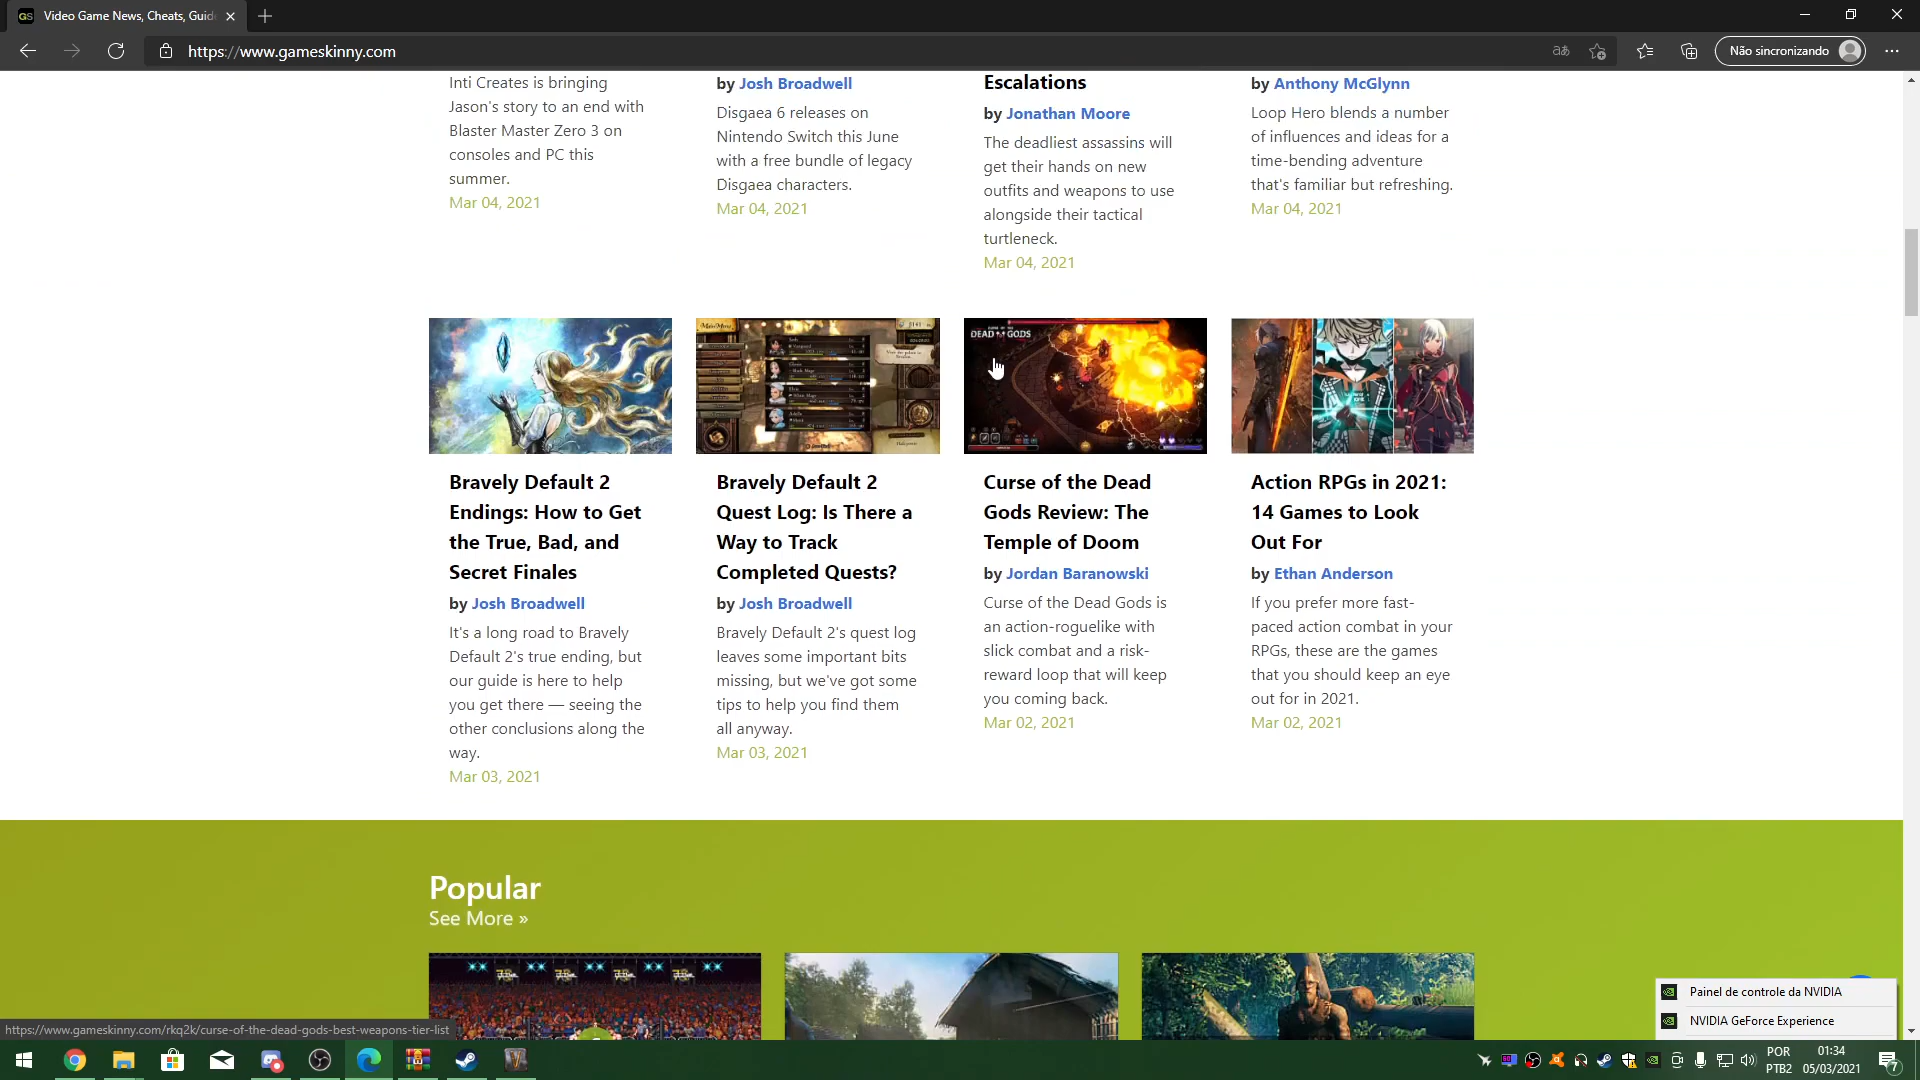 Video Game News, Cheats, Guid
https://www.gameskinny.com
Não sincronizando
Inti Creates is bringing
Jason's story to an end with
Blaster Master Zero 3 on
consoles and PC this
summer.
Mar 04, 2021
by Josh Broadwell
Disgaea 6 releases on
Nintendo Switch this June
with a free bundle of legacy
Disgaea characters.
Mar 04, 2021
Escalations
by Jonathan Moore
The deadliest assassins will
get their hands on new
outfits and weapons to use
alongside their tactical
turtleneck.
Mar 04, 2021
by Anthony McGlynn
Loop Hero blends a number
of influences and ideas for a
time-bending adventure
that's familiar but refreshing.
Mar 04, 2021
DEAD GODS
Bravely Default 2
Endings: How to Get
the True, Bad, and
Secret Finales
by Josh Broadwell
It's a long road to Bravely
Default 2's true ending, but
our guide is here to help
you get there — seeing the
other conclusions along the
way.
Mar 03, 2021
Bravely Default 2
Quest Log: Is There a
Way to Track
Completed Quests?
by Josh Broadwell
Bravely Default 2's quest log
leaves some important bits
missing, but we've got some
tips to help you find them
all anyway.
Mar 03, 2021
Curse of the Dead
Gods Review: The
Temple of Doom
by Jordan Baranowski
Curse of the Dead Gods is
an action-roguelike with
slick combat and a risk-
reward loop that will keep
you coming back.
Mar 02, 2021
Action RPGs in 2021:
14 Games to Look
Out For
by Ethan Anderson
If you prefer more fast-
paced action combat in your
RPGs, these are the games
that you should keep an eye
out for in 2021.
Mar 02, 2021
Popular
See More »
Painel de controle da NVIDIA
NVIDIA GeForce Experience
https://www.gameskinny.com/rkq2k/curse-of-the-dead-gods-best-weapons-tier-list
POR
PTB2
01:34
05/03/2021
7